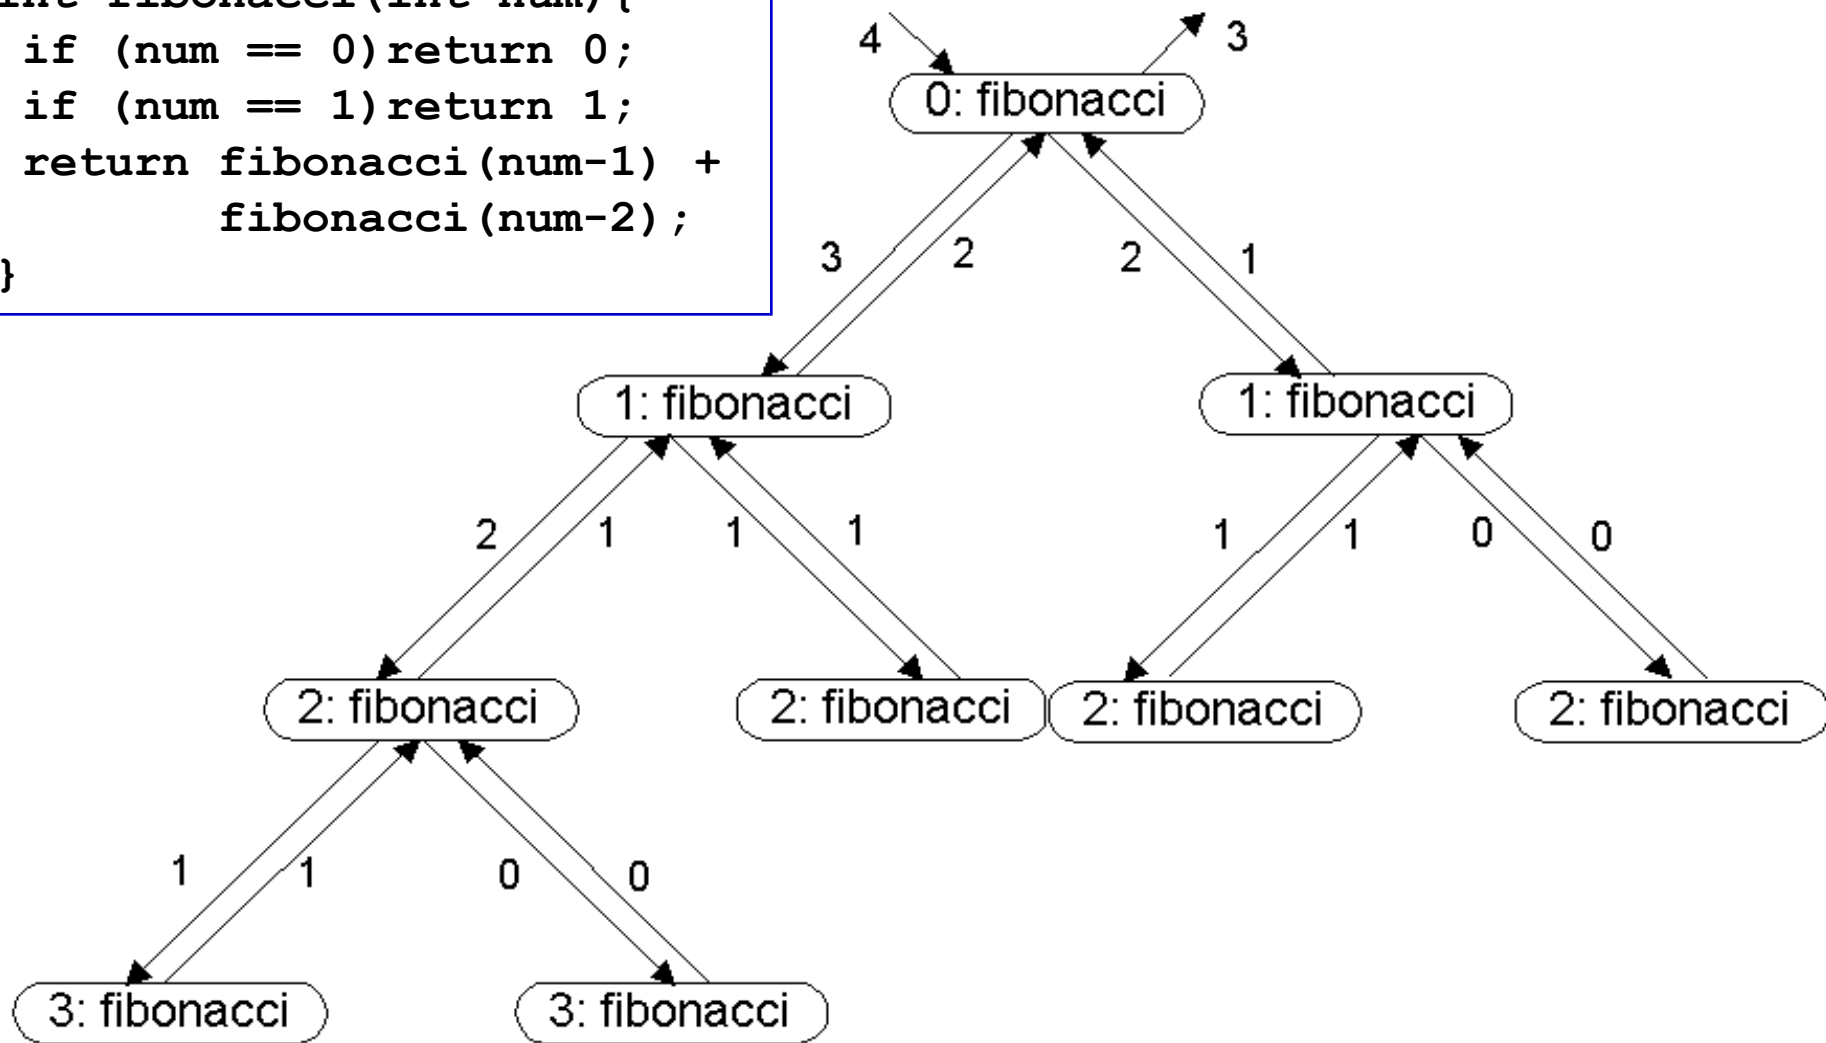 int fibonacci(int num){
if (num == 0)return 0;
if (num == 1)return 1;
return fibonacci(num-1) +
fibonacci(num-2);
}
4
3
0: fibonacci
3
2
2
1
1: fibonacci
1: fibonacci
2
1
1
1
1
1
0
0
2: fibonacci
2: fibonacci
2: fibonacci
2: fibonacci
1
1
0
0
3: fibonacci
3: fibonacci